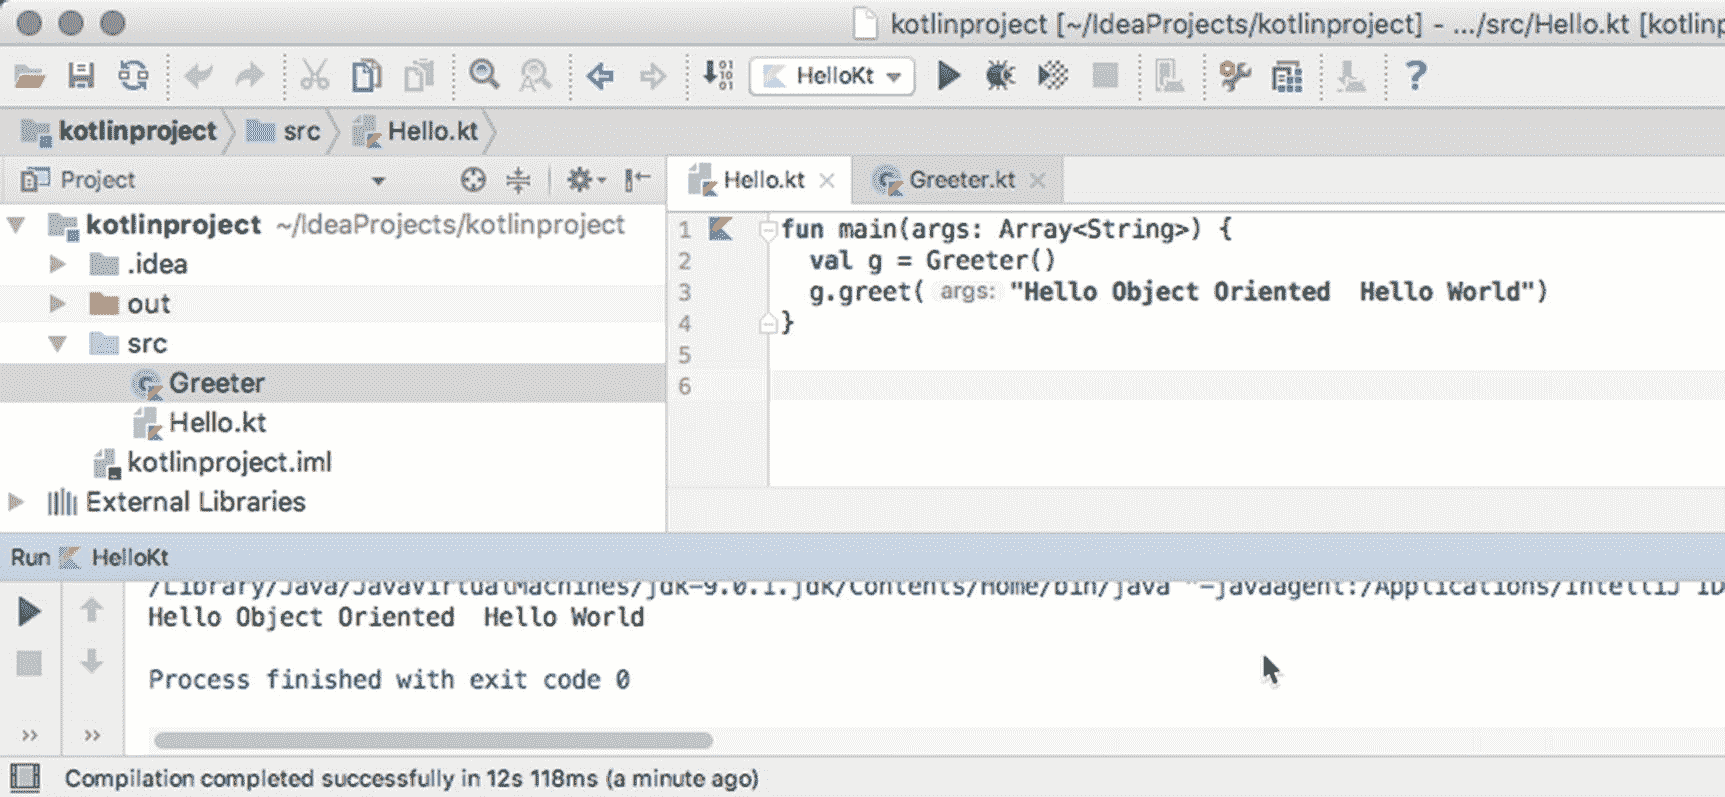 kotlinproject [~/IdeaProjects/kotlinproject] - .../src/Hello.kt [kotlinp
HelloKt
kotlinproject src Hello.kt
Project
Hello.kt Greeter.kt
kotlinproject ~/IdeaProjects/kotlinproject
.idea
out
src
Greeter
Hello.kt
kotlinproject.iml
External Libraries
1 fun main(args: Array<String>) {
2 val g = Greeter()
3 g.greet( args: "Hello Object Oriented  Hello World")
4 }
5
6
Run HelloKt
/Library/Java/JavaVirtualMachines/jdk-9.0.1.jdk/Contents/Home/bin/java "-javaagent:/Applications/IntelliJ ID
Hello Object Oriented  Hello World
Process finished with exit code 0
Compilation completed successfully in 12s 118ms (a minute ago)